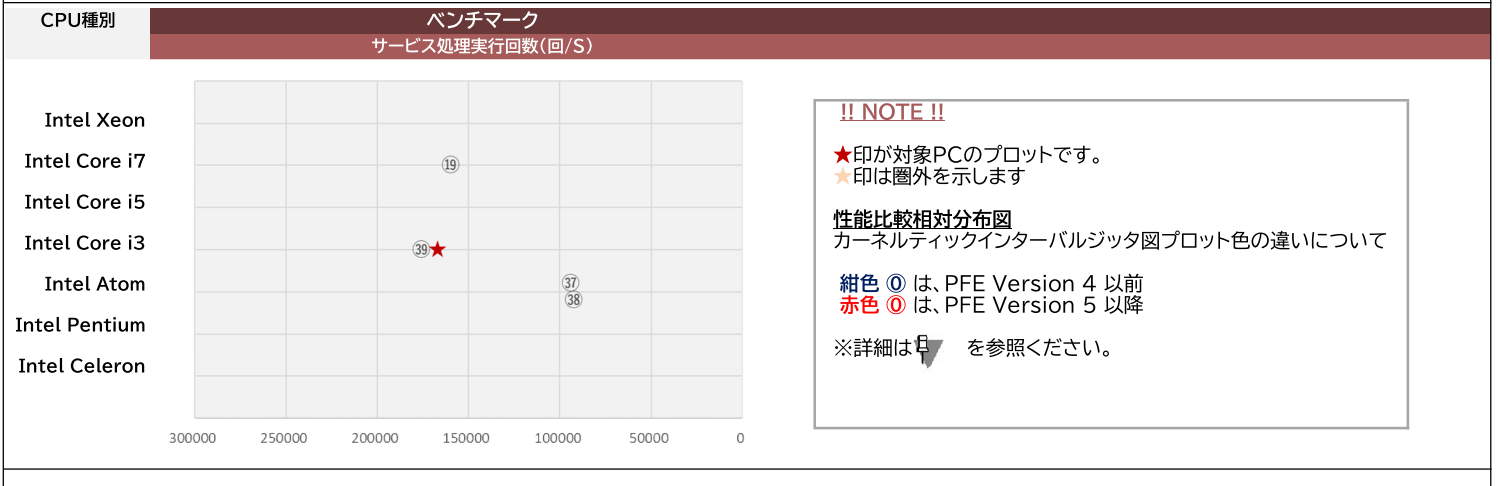 CPU種別
ベンチマーク
サービス処理実行回数(回/S)
Intel Xeon
Intel Core i7
Intel Core i5
Intel Core i3
Intel Atom
Intel Pentium
Intel Celeron
⑲
㊴★
㊲
㊳
300000 250000 200000 150000 100000 50000 0
!! NOTE !!
★印が対象PCのプロットです。
★印は圏外を示します
性能比較相対分布図
カーネルティックインターバルジッタ図プロット色の違いについて
紺色 ⓪ は、PFE Version 4 以前
赤色 ⓪ は、PFE Version 5 以降
※詳細は を参照ください。